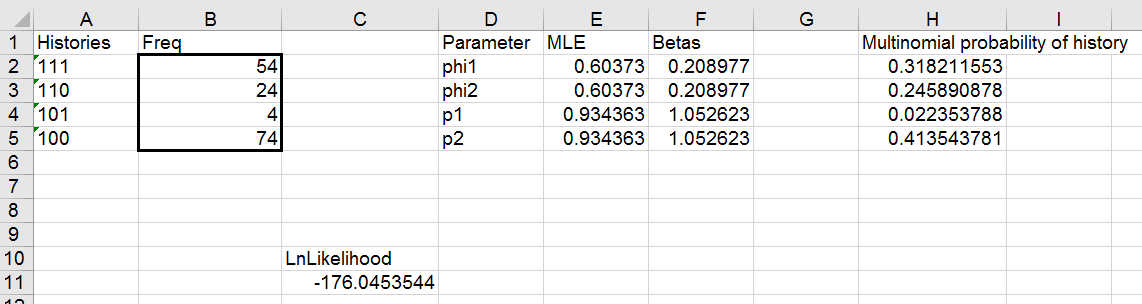 A B C D E F G H I
1 Histories Freq Parameter MLE Betas Multinomial probability of history
2 111 54 phi1 0.60373 0.208977 0.318211553
3 110 24 phi2 0.60373 0.208977 0.245890878
4 101 4 p1 0.934363 1.052623 0.022353788
5 100 74 p2 0.934363 1.052623 0.413543781
6
7
8
9
10 LnLikelihood
11 -176.0453544